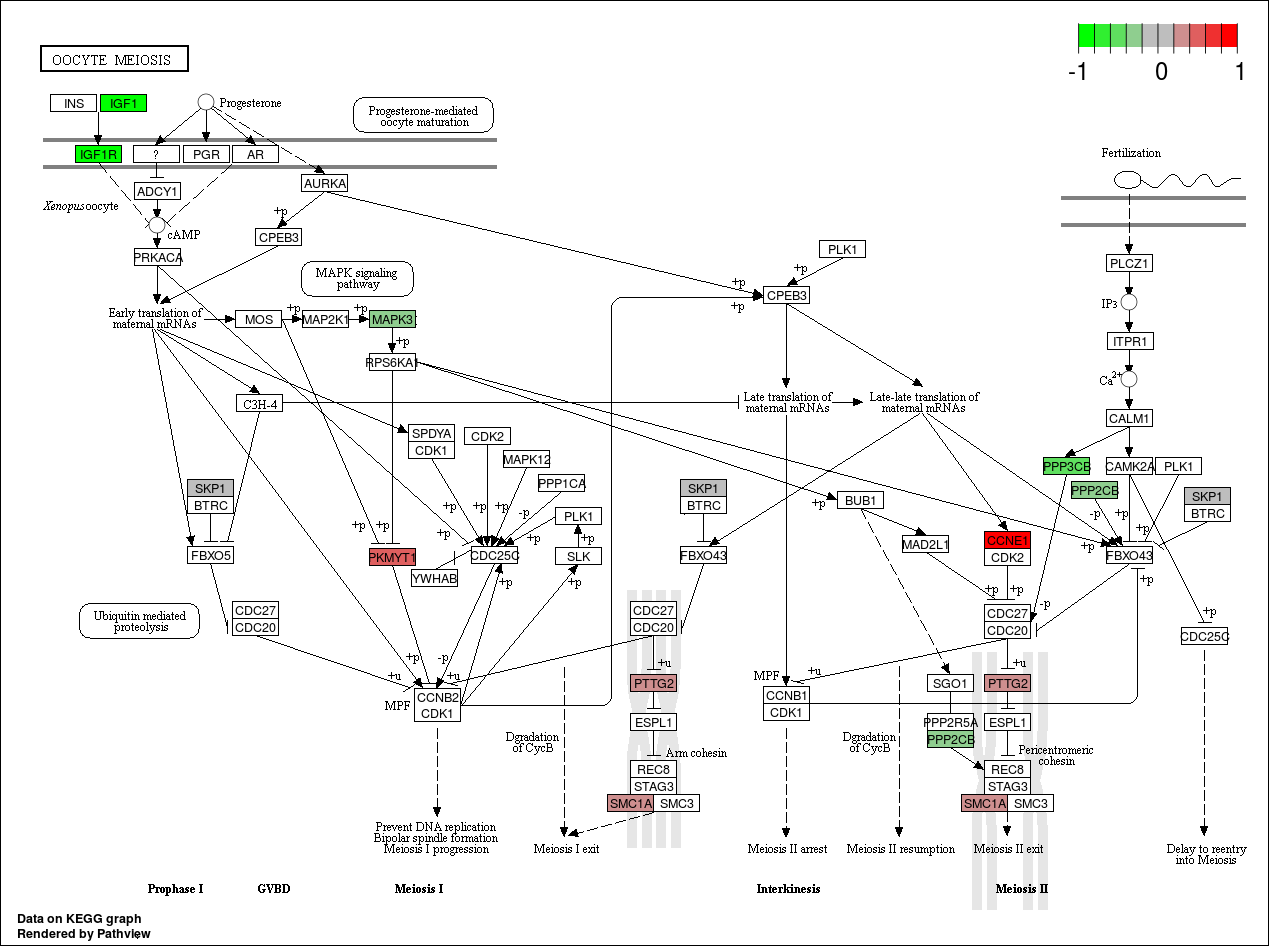 OOCYTE MEIOSIS
-1 0 1
INS IGF1
Progesterone
Progesterone-mediated
oocyte maturation
IGF1R ? PGR AR
Fertilization
AURKA
ADCY1
Xenopus oocyte
+p
cAMP
CPEB3
PRKACA
PLK1
+p
PLCZ1
MAPK signaling
pathway
+p
CPEB3
+p
IP3
Early translation of
maternal mRNAs
MOS
+p
MAP2K1
+p
MAPK3
+p
RPS6KA1
ITPR1
Ca2+
C3H-4
Late translation of
maternal mRNAs
Late-late translation of
maternal mRNAs
CALM1
SPDYA
CDK1
CDK2
MAPK12
PPP1CA
PPP3CB
CAMK2A
PLK1
PPP2CB
SKP1
BTRC
SKP1
BTRC
SKP1
BTRC
BUB1
+p
+p
+p
+p
-p
PLK1
+p
+p
+p
+p
-p
+p
+p
+p
FBXO5
PKMYT1
CDC25C
SLK
YWHAB
+p
+p
FBXO43
MAD2L1
CCNE1
CDK2
FBXO43
+p
+p
+p
-p
+p
Ubiquitin mediated
proteolysis
CDC27
CDC20
CDC27
CDC20
CDC27
CDC20
CDC25C
+p
-p
+u
+u
+u
+u
+u
MPF
CCNB2
CDK1
PTTG2
MPF
CCNB1
CDK1
SGO1
PTTG2
ESPL1
PPP2R5A
PPP2CB
ESPL1
Dgradation
of CycB
Arm cohesin
Dgradation
of CycB
Pericentromeric
cohesin
REC8
STAG3
SMC1A SMC3
REC8
STAG3
SMC1A SMC3
Prevent DNA replication
Bipolar spindle formation
Meiosis I progression
Meiosis I exit
Meiosis II arrest
Meiosis II resumption
Meiosis II exit
Delay to reentry
into Meiosis
Prophase I GVBD Meiosis I Interkinesis Meiosis II
Data on KEGG graph
Rendered by Pathview